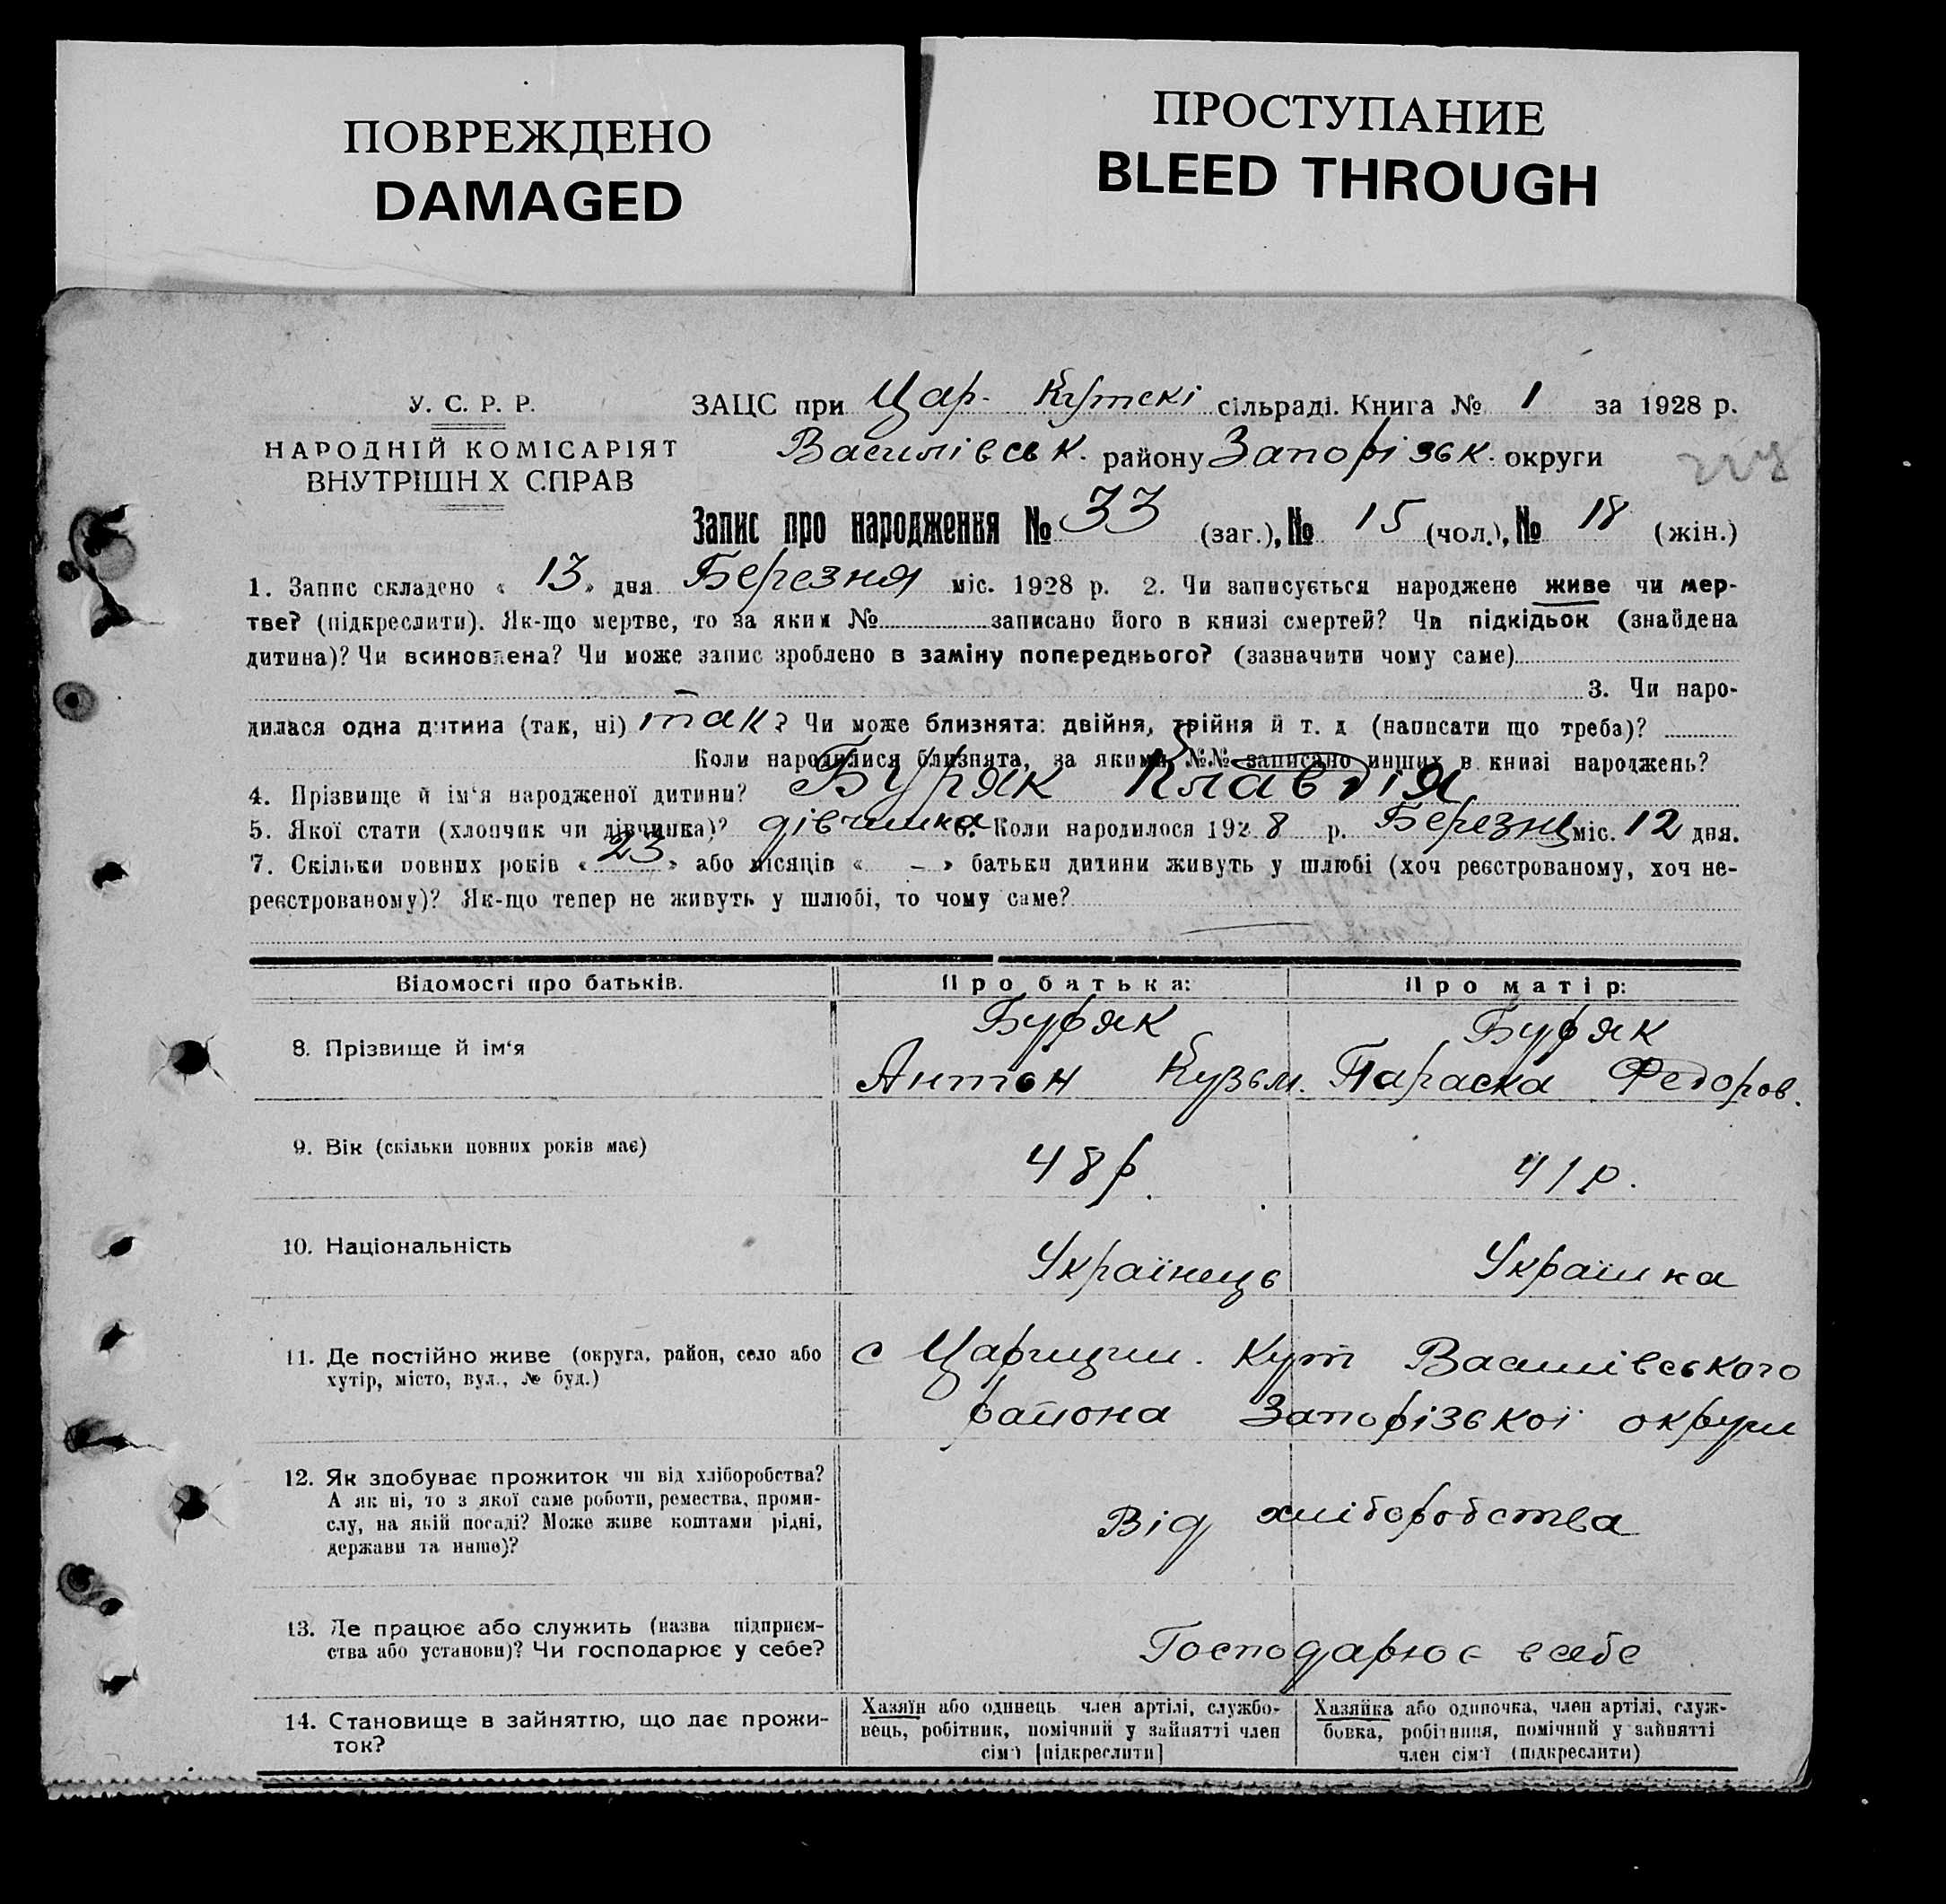 ПОВРЕЖДЕНО
DAMAGED
ПРОСТУПАНИЕ
BLEED THROUGH
У. С. Р. Р.
НАРОДНІЙ КОМІСАРІЯТ
ВНУТРІШН Х СПРАВ
ЗАЦС при Цар. Кутскі сільраді. Книга № 1 за 1928 р.
Василівськ. району Запорізьк. округи
Запис про народження № 33 (заг.), № 15 (чол.), № 18 (жін.)
1. Запис складено « 13 » дня Березня міс. 1928 р. 2. Чи записується народжене живе чи мер-
тве? (підкреслити). Як-що мертве, то за яким № записано його в книзі смертей? Чи підкідьок (знайдена
дитина)? Чи всиновлена? Чи може запис зроблено в заміну попереднього? (зазначити чому саме)
3. Чи наро-
дилася одна дитина (так, ні) так ? Чи може близнята: двійня, трійня й т. д (написати що треба)?
Коли народилися близнята, за якими №№ записано инших в книзі народжень?
4. Прізвище й ім'я народженої дитини? Буряк Клавдія
5. Якої стати (хлопчик чи дівчинка)? дівчинка 6. Коли народилося 192 8 р. Березня міс. 12 дня.
7. Скільки повних років « 23 » або місяців « – » батьки дитини живуть у шлюбі (хоч реєстрованому, хоч не-
реєстрованому)? Як-що тепер не живуть у шлюбі, то чому саме?
Відомості про батьків. Про батька: Про матір:
8. Прізвище й ім'я
Буряк
Антон Кузьм.
Буряк
Параска Федоров.
9. Вік (скільки повних років має) 48 р. 41 р.
10. Національність Українець Українка
11. Де постійно живе (округа, район, село або
хутір, місто, вул., № буд.)
с Царицин. Кут Василівського
района Запорізької округи
12. Як здобуває прожиток чи від хліборобства?
А як ні, то з якої саме роботи, ремества, проми-
слу, на якій посаді? Може живе коштами рідні,
держави та инше)?
Від хліборобства
13. Де працює або служить (назва підприєм-
ства або установи)? Чи господарює у себе?
Господарює в себе
14. Становище в зайняттю, що дає прожи-
ток?
Хазяїн або одинець член артілі, службо-
вець, робітник, помічний у зайнятті член
сім'ї [підкреслити]
Хазяйка або одиночка, член артілі, служ-
бовка, робітниця, помічний у зайнятті
член сім'ї (підкреслити)